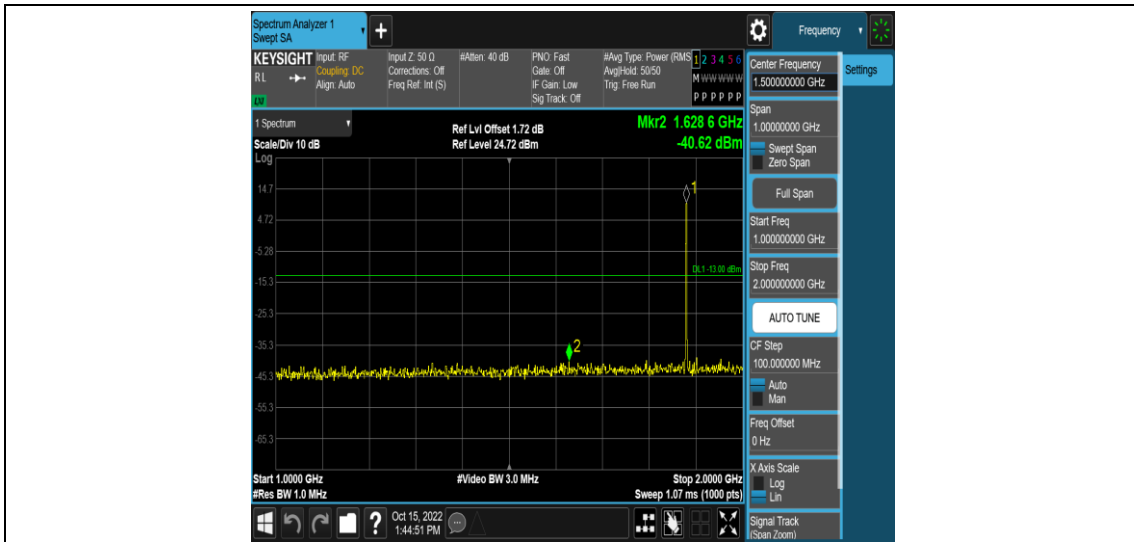 Spectrum Analyzer 1
Swept SA
+
Frequency
KEYSIGHT
RL
LXI
Input: RF
Coupling: DC
Align: Auto
Input Z: 50 Ω
Corrections: Off
Freq Ref: Int (S)
#Atten: 40 dB
PNO: Fast
Gate: Off
IF Gain: Low
Sig Track: Off
#Avg Type: Power (RMS
Avg|Hold: 50/50
Trig: Free Run
1 2 3 4 5 6
M W W W W W
P P P P P P
1 Spectrum
Scale/Div 10 dB
Log
Ref Lvl Offset 1.72 dB
Ref Level 24.72 dBm
Mkr2 1.628 6 GHz
-40.62 dBm
14.7
4.72
-5.28
-15.3
-25.3
-35.3
-45.3
-55.3
-65.3
1
DL1 -13.00 dBm
2
Start 1.0000 GHz
#Res BW 1.0 MHz
#Video BW 3.0 MHz
Stop 2.0000 GHz
Sweep 1.07 ms (1000 pts)
Center Frequency
1.500000000 GHz
Settings
Span
1.00000000 GHz
Swept Span
Zero Span
Full Span
Start Freq
1.000000000 GHz
Stop Freq
2.000000000 GHz
AUTO TUNE
CF Step
100.000000 MHz
Auto
Man
Freq Offset
0 Hz
X Axis Scale
Log
Lin
Signal Track
(Span Zoom)
?
Oct 15, 2022
1:44:51 PM